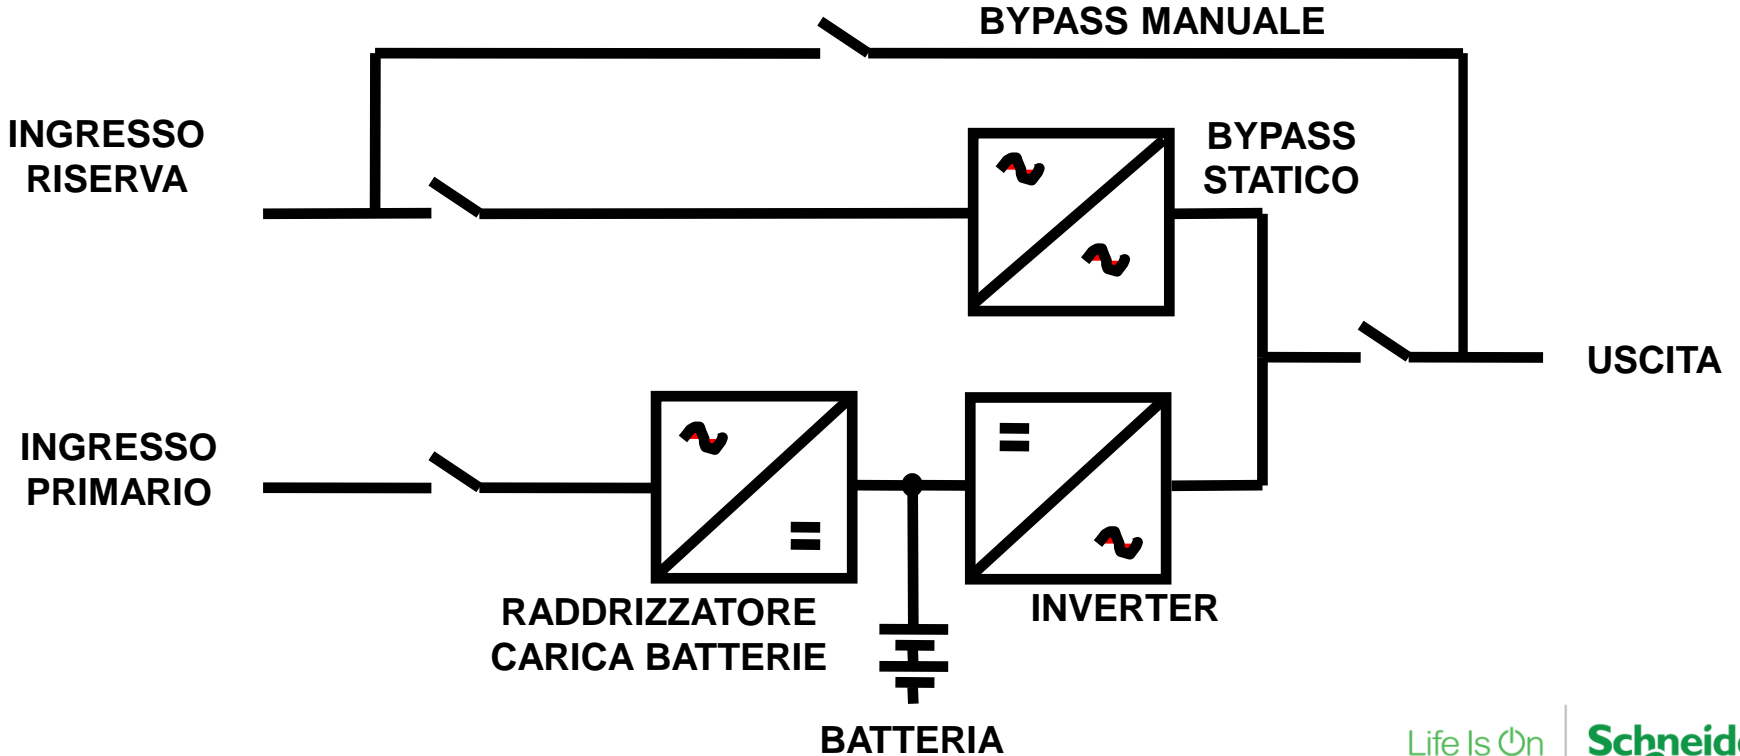 BYPASS MANUALE
INGRESSO
RISERVA
BYPASS
STATICO
USCITA
INGRESSO
PRIMARIO
RADDRIZZATORE
CARICA BATTERIE
INVERTER
BATTERIA
Life Is On